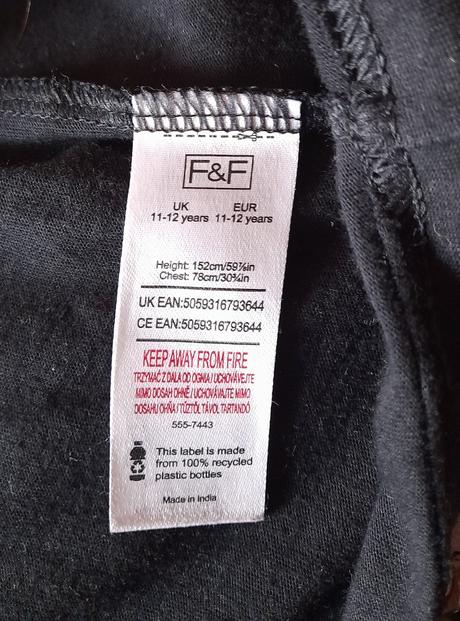 F&F
UK EUR
11-12 years 11-12 years
Height: 152cm/59⅞in
Chest: 78cm/30¾in
UK EAN:5059316793644
CE EAN:5059316793644
KEEP AWAY FROM FIRE
TRZYMAĆ Z DALA OD OGNIA / UCHOVÁVEJTE
MIMO DOSAH OHNĚ / UCHOVÁVAJTE MIMO
DOSAHU OHŇA / TŰZTŐL TÁVOL TARTANDÓ
555-7443
This label is made
from 100% recycled
plastic bottles
Made in India